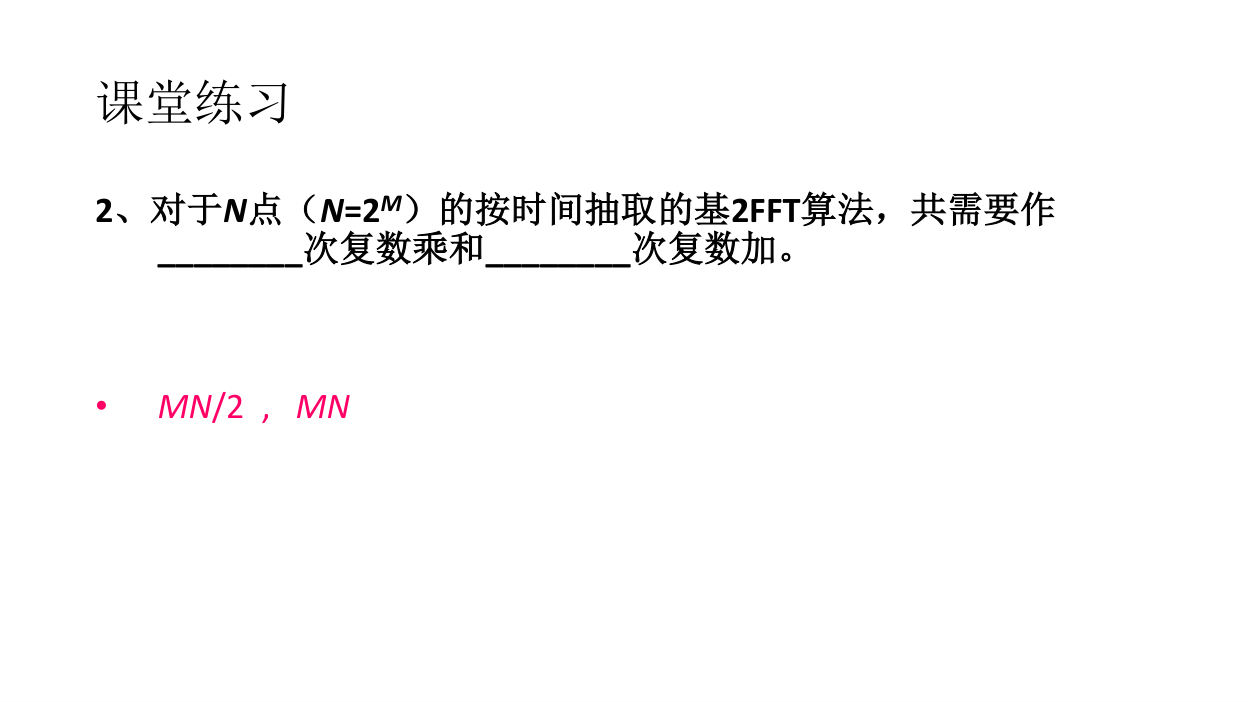 课堂练习
2、对于N点（N=2ᴹ）的按时间抽取的基2FFT算法，共需要作
________次复数乘和________次复数加。
• MN/2 , MN